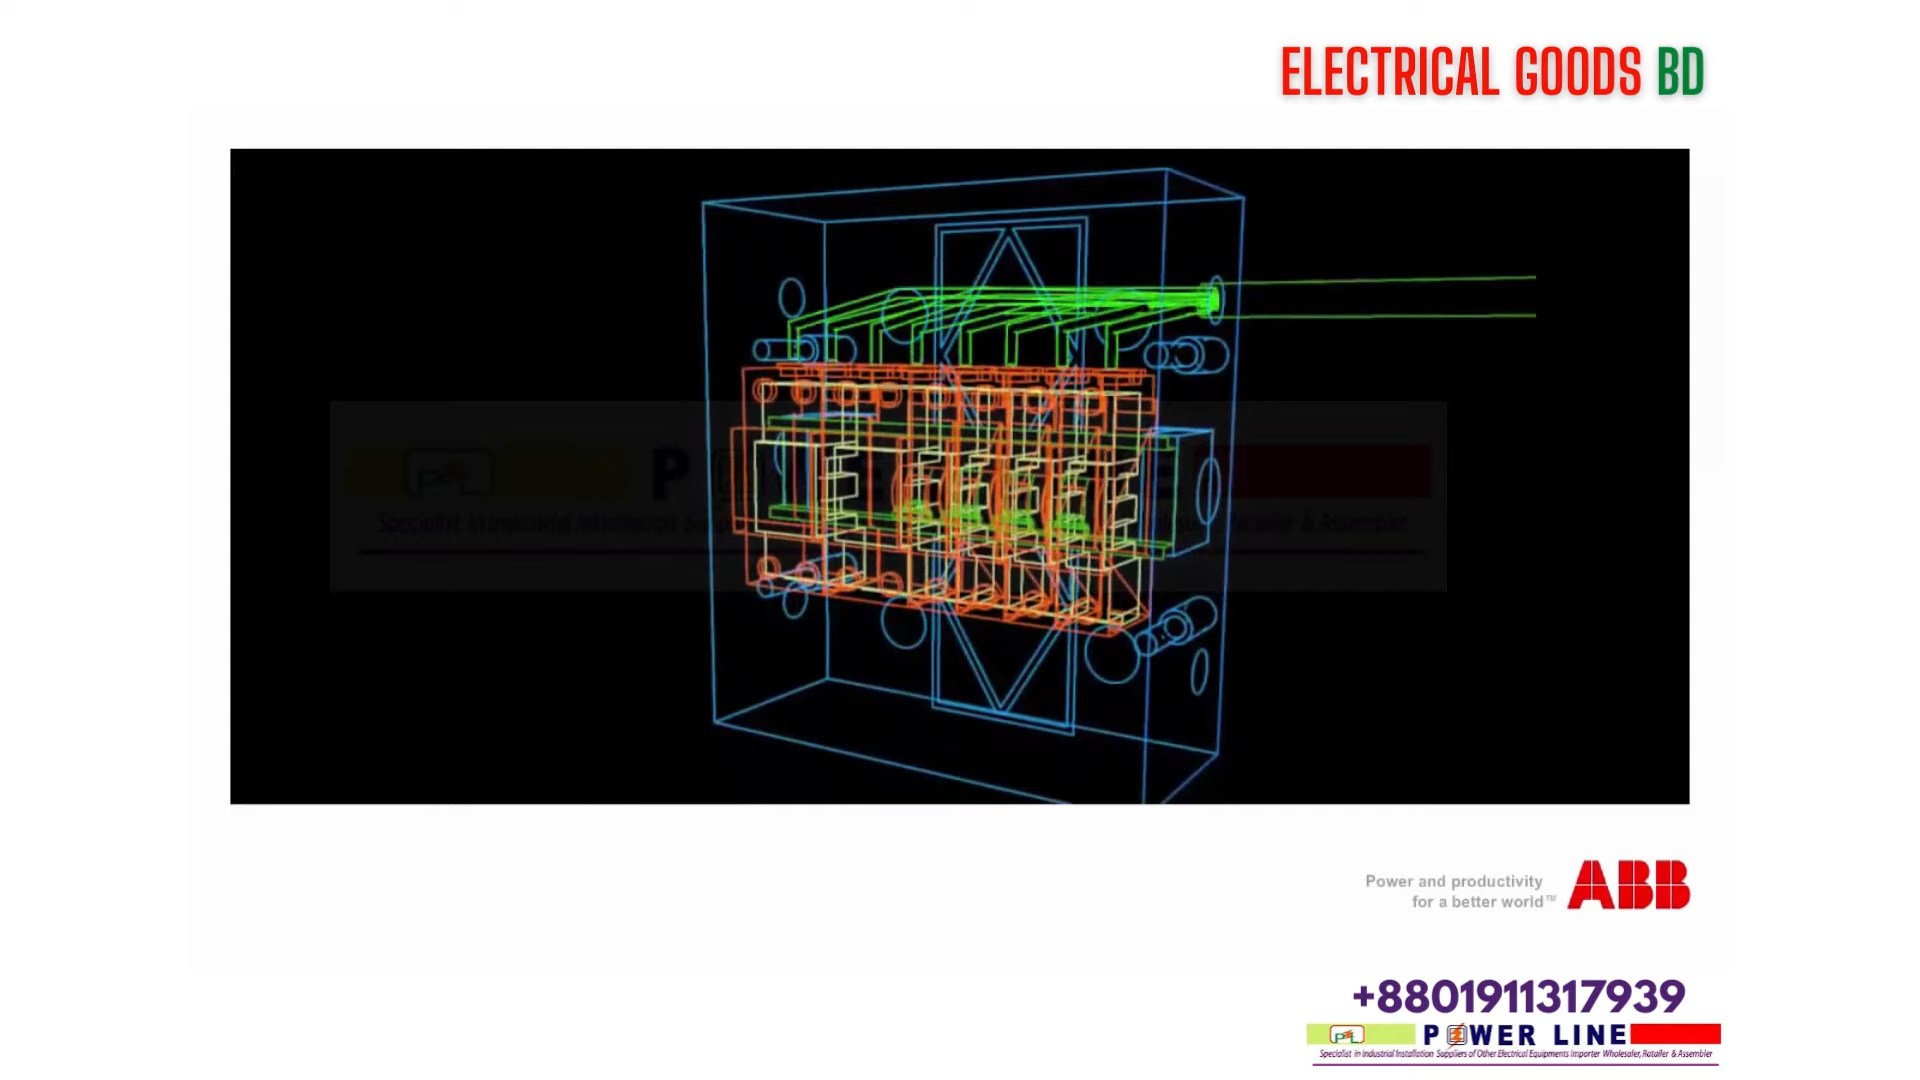 ELECTRICAL GOODS BD
Power and productivity
for a better world™
ABB
+8801911317939
PSL POWER LINE
Specialist in Industrial Installation Suppliers of Other Electrical Equipments Importer Wholesaler, Retailer & Assembler